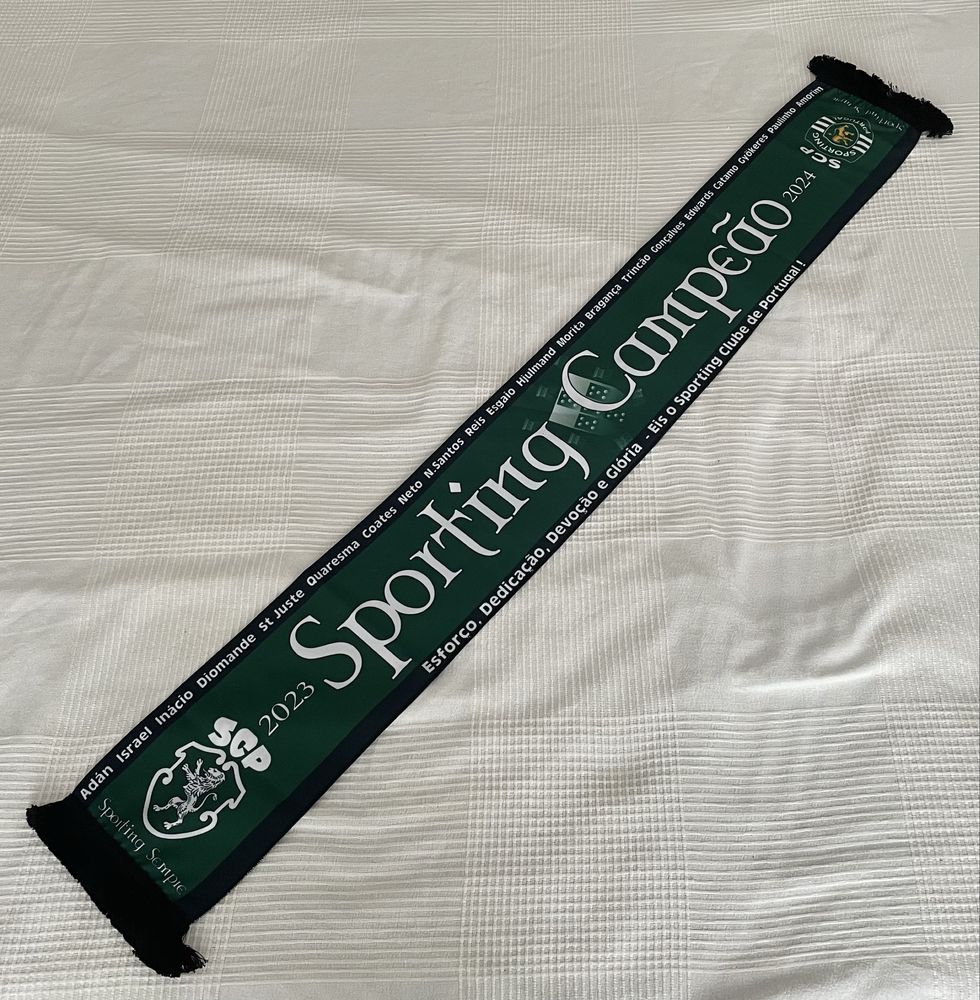 Adán Israel Inácio Diomande St Juste Quaresma Coates Neto N.Santos Reis Esgaio Hjulmand Morita Bragança Trincão Gonçalves Edwards Catamo Gyökeres Paulinho Amorim
Sporting Sempre
SCP
2023
Sporting Campeão
2024
SCP
SPORTING
PORTUGAL
Esforço, Dedicação, Devoção e Glória - Eis o Sporting Clube de Portugal!